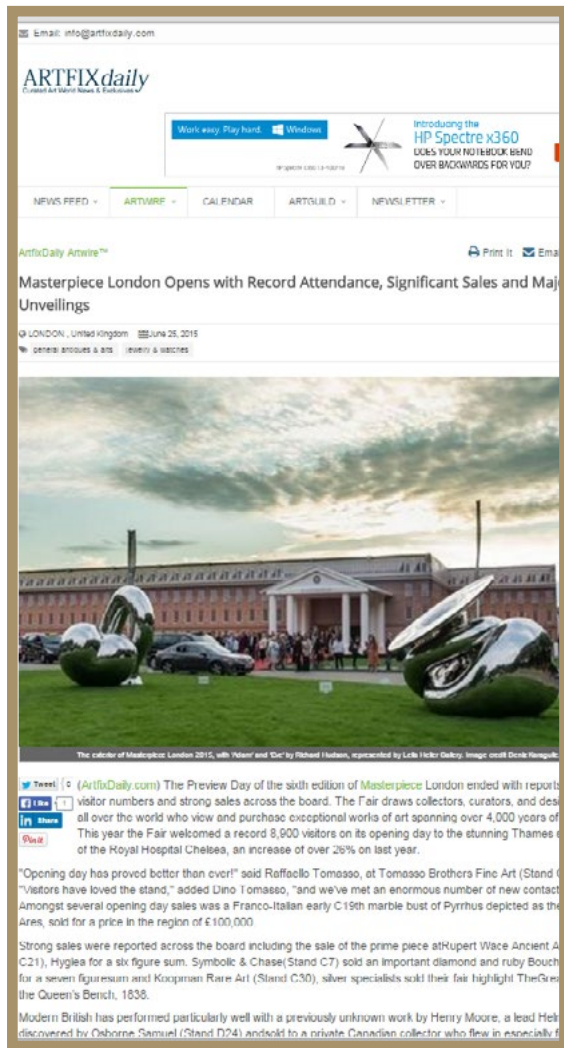 Email: info@artfixdaily.com
ARTFIXdaily
Curated Art World News & Exclusives
Work easy. Play hard. Windows
Introducing the
HP Spectre x360
DOES YOUR NOTEBOOK BEND
OVER BACKWARDS FOR YOU?
NEWS FEED ARTWIRE CALENDAR ARTGUILD NEWSLETTER
ArtfixDaily Artwire™ Print It Ema
Masterpiece London Opens with Record Attendance, Significant Sales and Maj
Unveilings
LONDON , United Kingdom June 25, 2015
general antiques & arts jewelry & watches
The exterior of Masterpiece London 2015, with 'Adam' and 'Eve' by Richard Hudson, represented by Leila Heller Gallery. Image credit
Tweet 0 (ArtfixDaily.com) The Preview Day of the sixth edition of Masterpiece London ended with reports
Like 1 visitor numbers and strong sales across the board. The Fair draws collectors, curators, and desi
in Share all over the world who view and purchase exceptional works of art spanning over 4,000 years of
This year the Fair welcomed a record 8,900 visitors on its opening day to the stunning Thames
Pin it of the Royal Hospital Chelsea, an increase of over 26% on last year.
"Opening day has proved better than ever!" said Raffaello Tomasso, at Tomasso Brothers Fine Art (Stand
"Visitors have loved the stand," added Dino Tomasso, "and we've met an enormous number of new contact
Amongst several opening day sales was a Franco-Italian early C19th marble bust of Pyrrhus depicted as the
Ares, sold for a price in the region of £100,000.
Strong sales were reported across the board including the sale of the prime piece atRupert Wace Ancient A
C21), Hygiea for a six figure sum. Symbolic & Chase(Stand C7) sold an important diamond and ruby Bouch
for a seven figuresum and Koopman Rare Art (Stand C30), silver specialists sold their fair highlight TheGre
the Queen's Bench, 1838.
Modern British has performed particularly well with a previously unknown work by Henry Moore, a lead Helm
discovered by Osborne Samuel (Stand D24) andsold to a private Canadian collector who flew in especially f